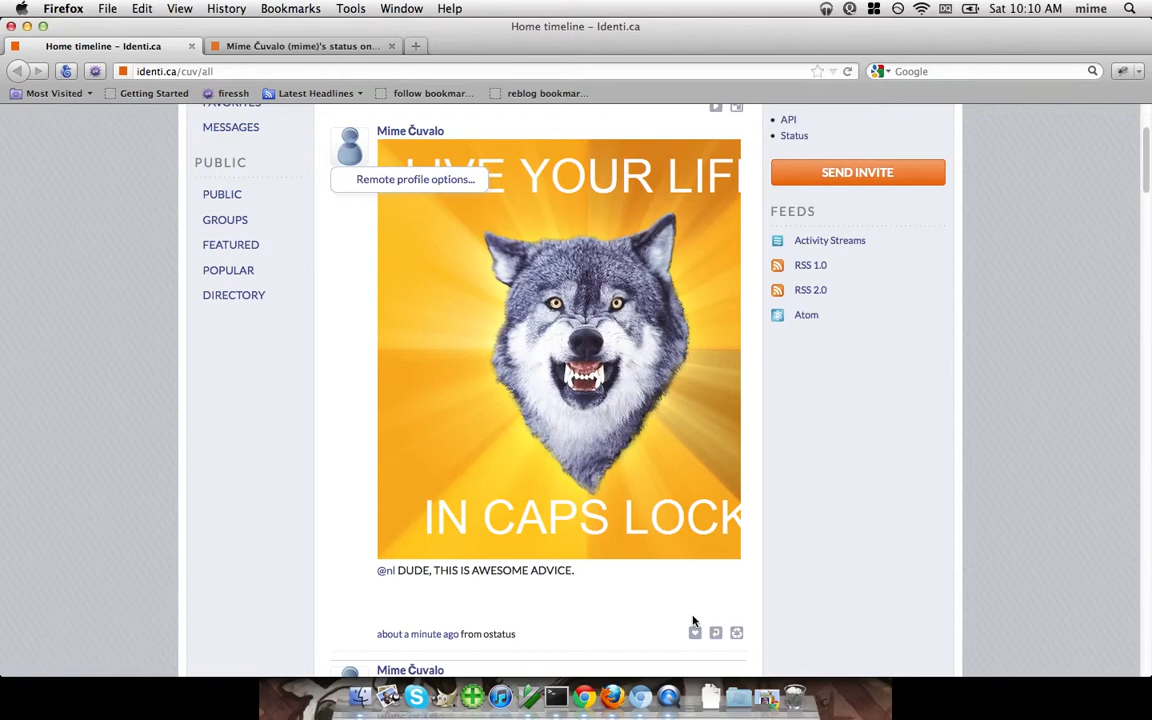 Firefox File Edit View History Bookmarks Tools Window Help Sat 10:10 AM mime
Home timeline – Identi.ca
Home timeline – Identi.ca Mime Čuvalo (mime)'s status on...
identi.ca/cuv/all Google
Most Visited Getting Started firessh Latest Headlines follow bookmar... reblog bookmar...
FAVORITES
MESSAGES
PUBLIC
PUBLIC
GROUPS
FEATURED
POPULAR
DIRECTORY
Mime Čuvalo
Remote profile options...
LIVE YOUR LIF
IN CAPS LOCK
@nl DUDE, THIS IS AWESOME ADVICE.
about a minute ago from ostatus
Mime Čuvalo
API
Status
SEND INVITE
FEEDS
Activity Streams
RSS 1.0
RSS 2.0
Atom